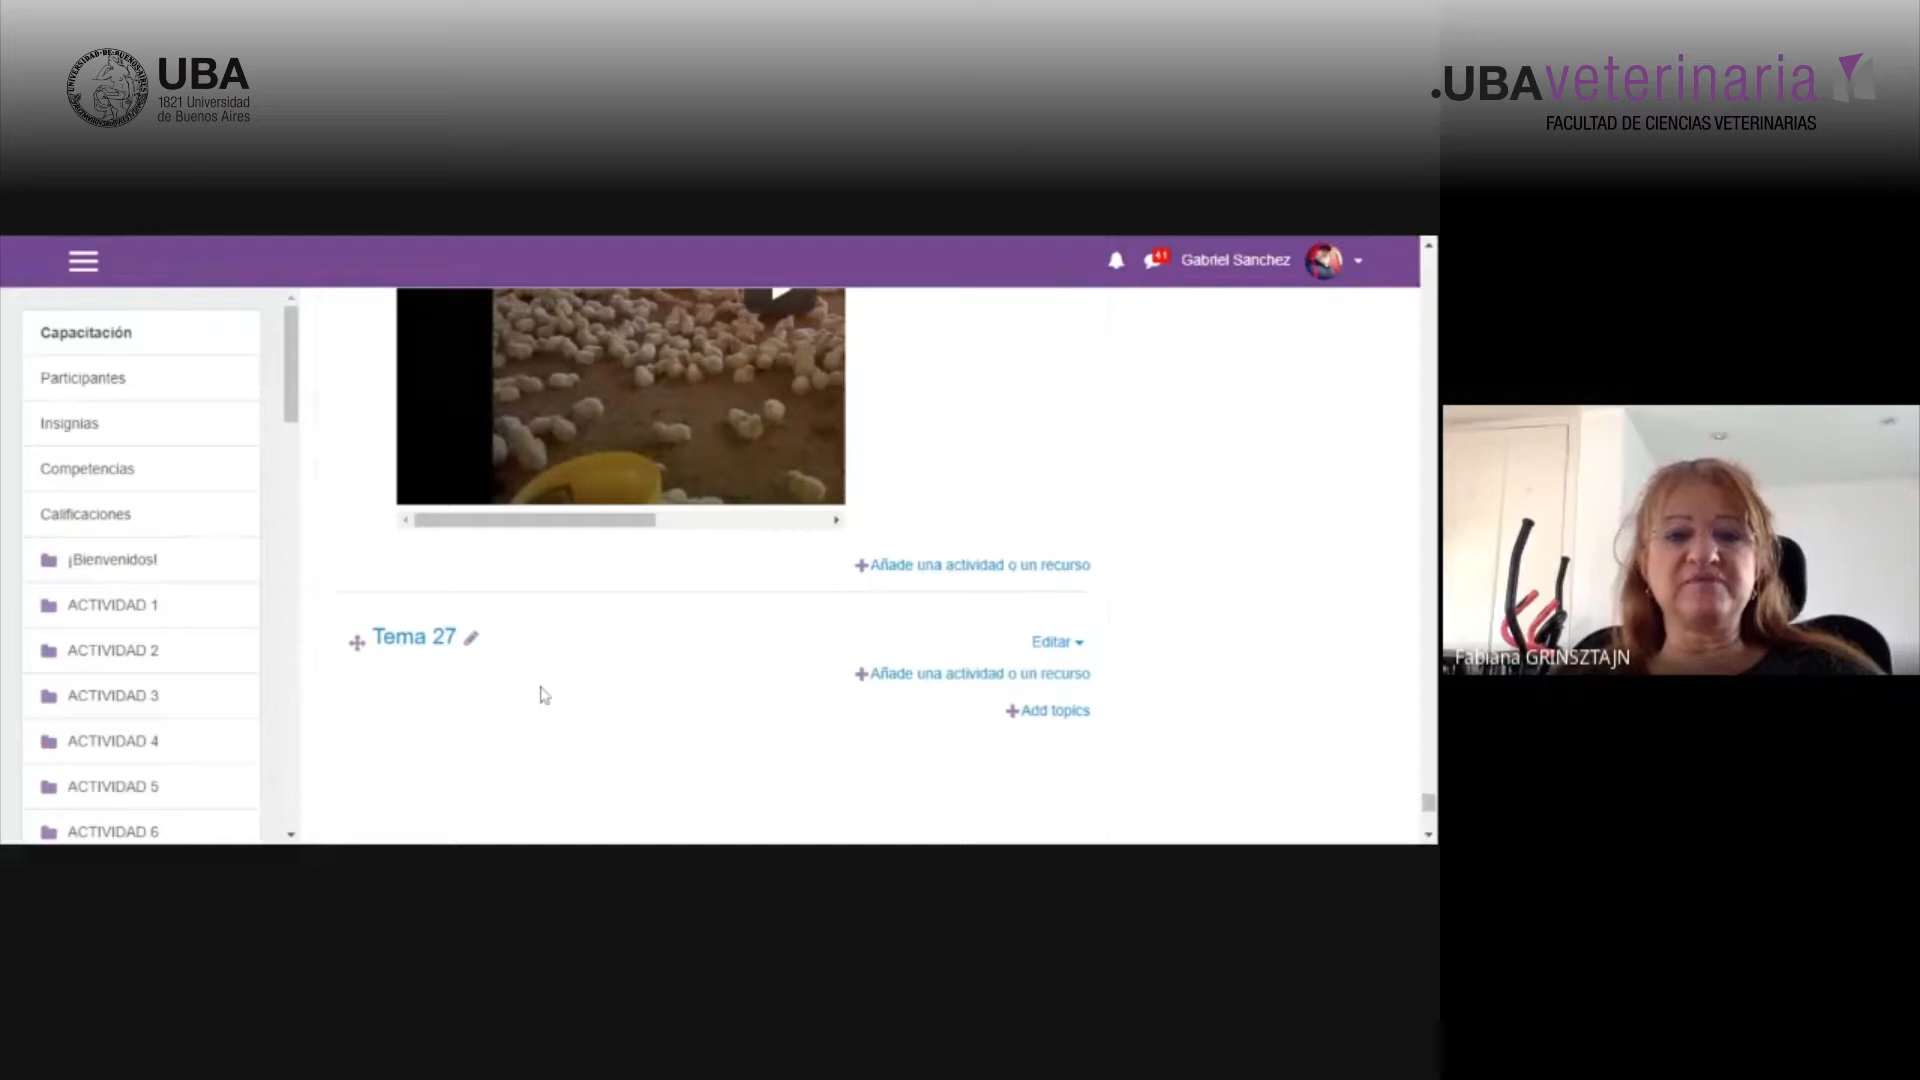 UBA
1821 Universidad
de Buenos Aires
.UBAveterinaria
FACULTAD DE CIENCIAS VETERINARIAS
41
Gabriel Sanchez
Capacitación
Participantes
Insignias
Competencias
Calificaciones
¡Bienvenidos!
ACTIVIDAD 1
ACTIVIDAD 2
ACTIVIDAD 3
ACTIVIDAD 4
ACTIVIDAD 5
ACTIVIDAD 6
+Añade una actividad o un recurso
Tema 27
Editar
+Añade una actividad o un recurso
+Add topics
Fabiana GRINSZTAJN